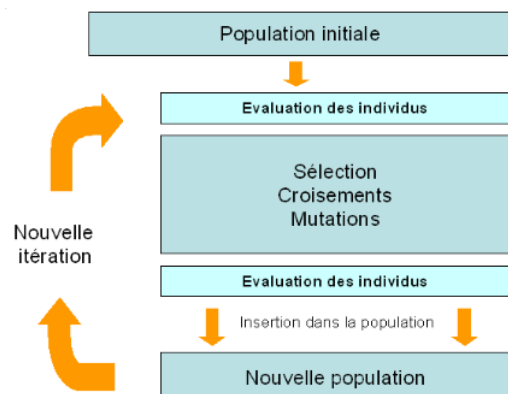 Population initiale
Evaluation des individus
Sélection
Croisements
Mutations
Nouvelle
itération
Evaluation des individus
Insertion dans la population
Nouvelle population